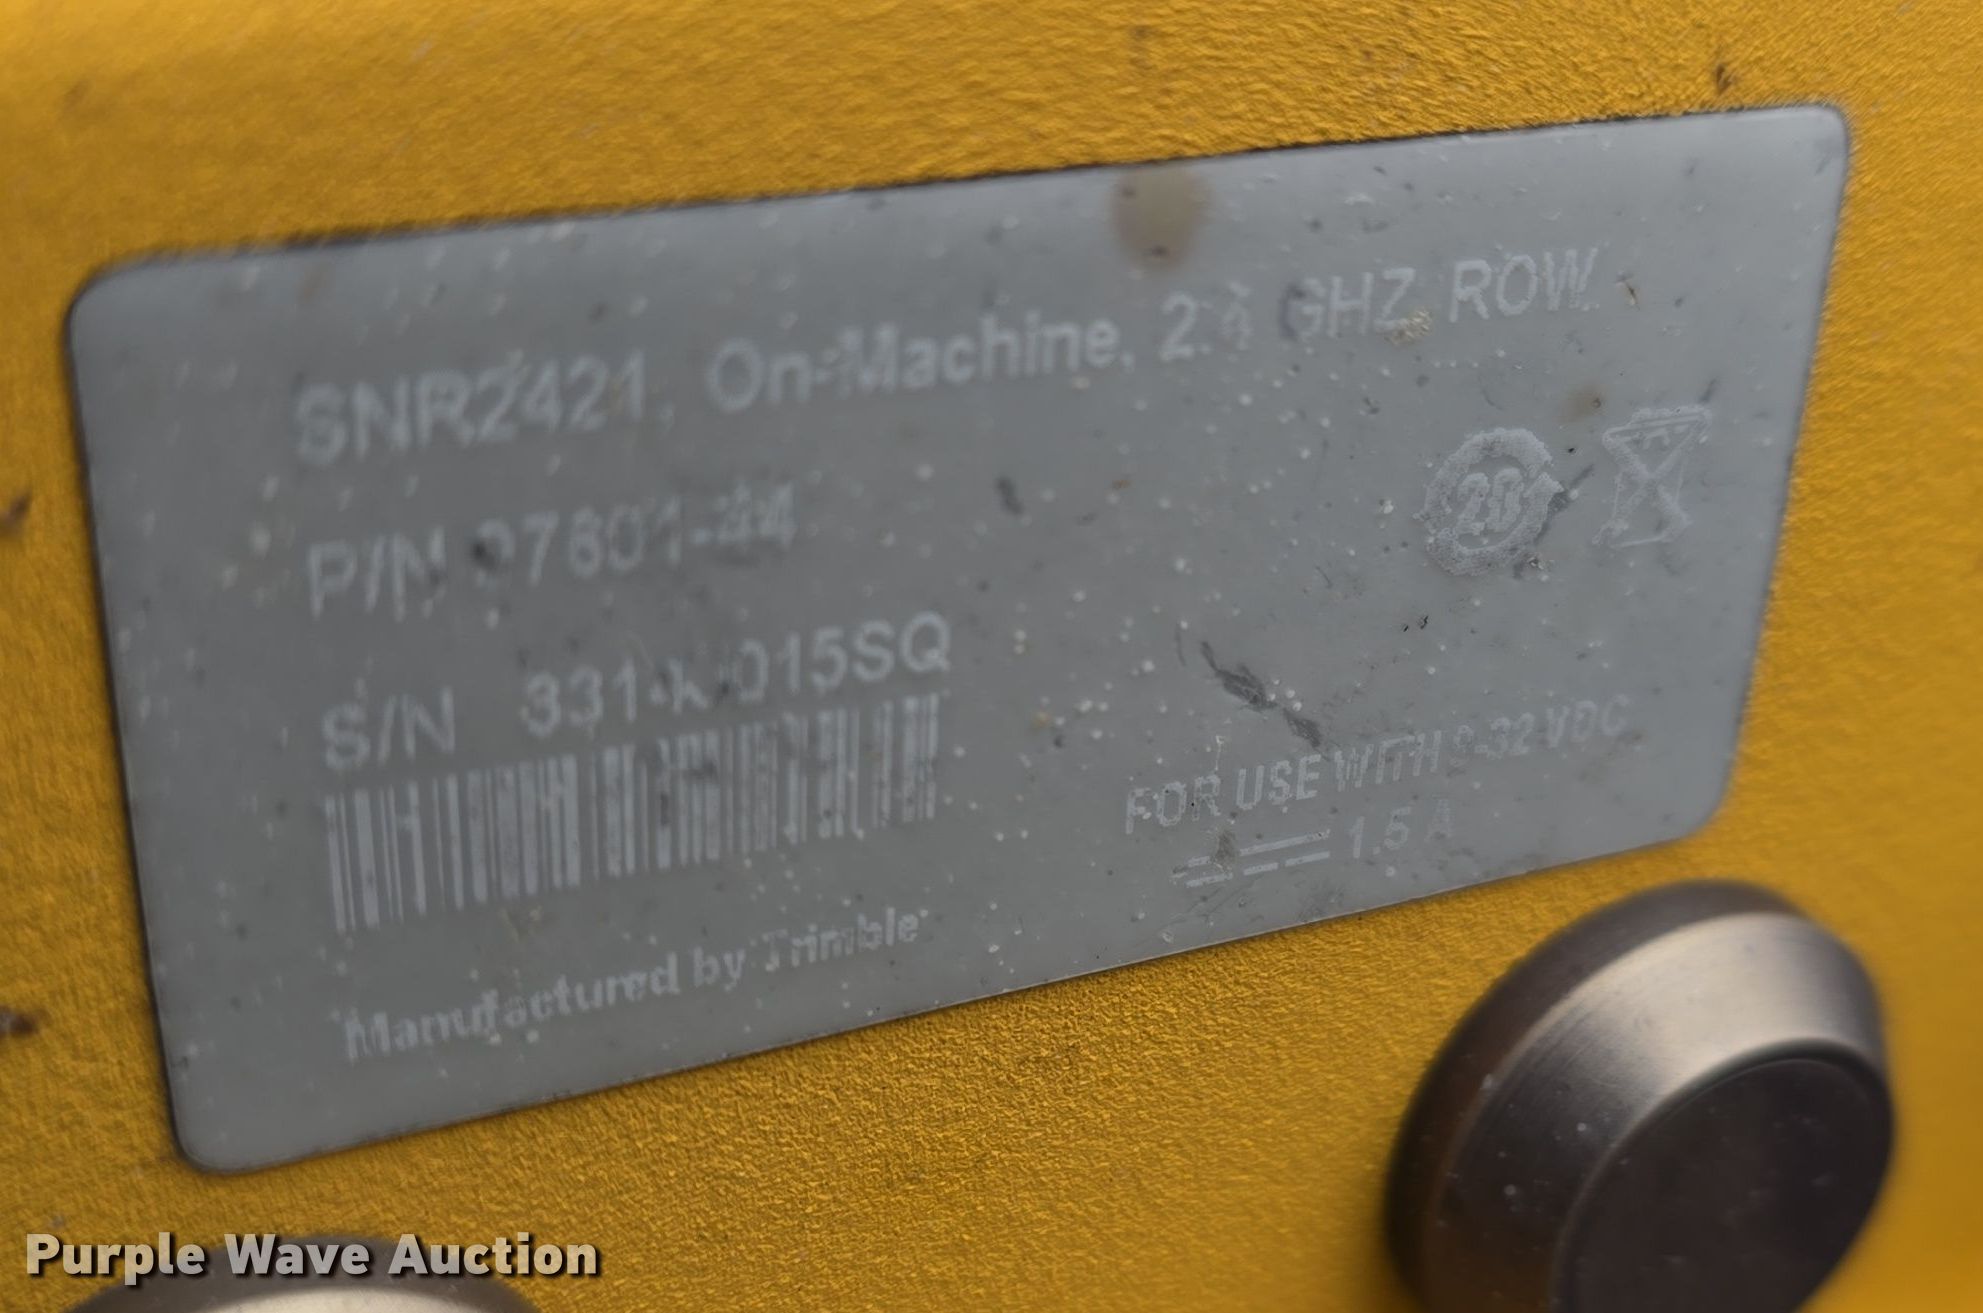 SNR2421, On-Machine, 2.4 GHZ, ROW
P/N
S/N
20
FOR USE WITH 9-32 VDC
1.5 A
Manufactured by Trimble
Purple Wave Auction